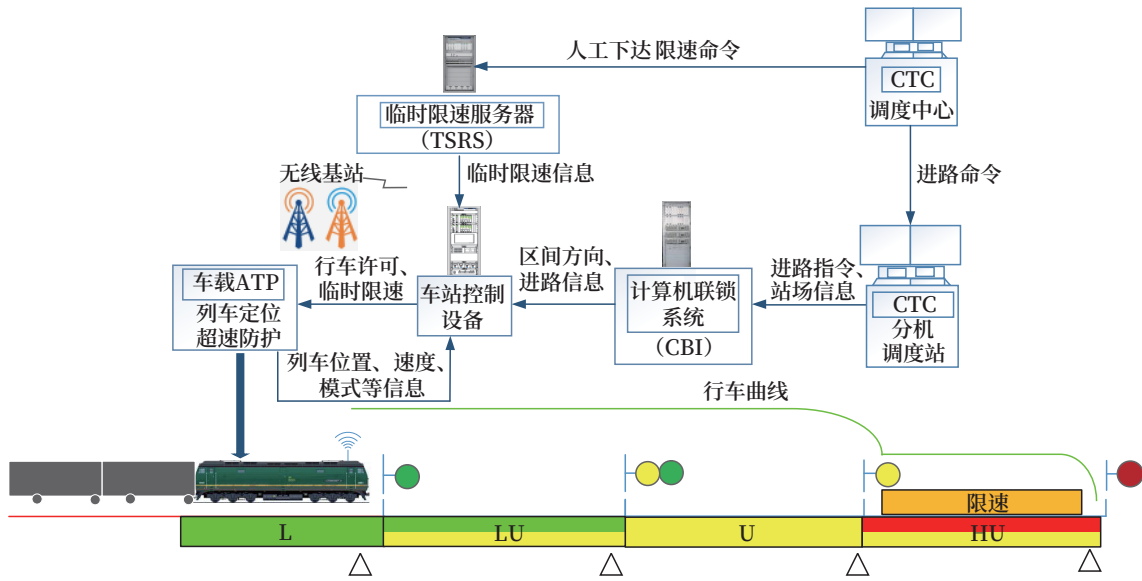 人工下达 限速命令
CTC
调度中心
临时限速服务器
(TSRS)
进路命令
无线基站
临时限速信息
行车许可、
临时限速
区间方向、
进路信息
进路指令、
站场信息
车载ATP
列车定位
超速防护
车站控制
设备
计算机联锁
系统
(CBI)
CTC
分机
调度站
列车位置、速度、
模式等信息
行车曲线
限速
L
LU
U
HU